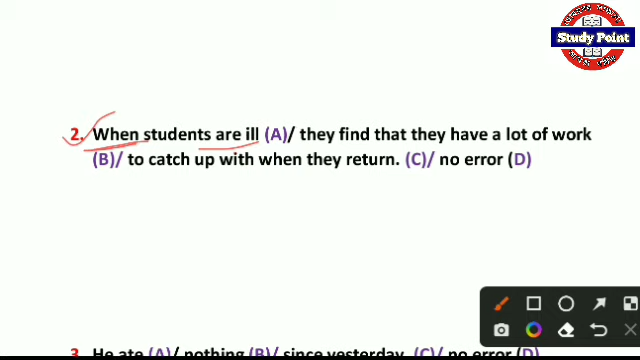 Study Point
2. When students are ill (A)/ they find that they have a lot of work
(B)/ to catch up with when they return. (C)/ no error (D)
3. He ate (A)/ nothing (B)/ since yesterday. (C)/ no error (D)